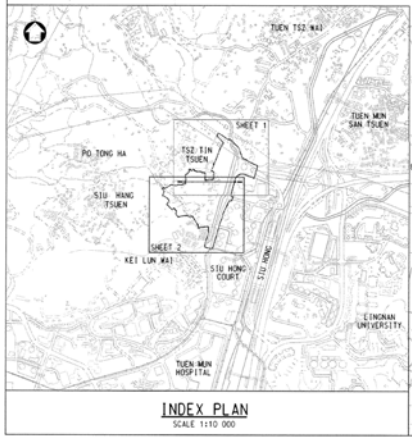 TUEN TSZ WAI
SHEET 1
TUEN MUN
SAN TSUEN
TSZ TIN
TSUEN
PO TONG HA
SIU HANG
TSUEN
SHEET 2
KEI LUN WAI
SIU HONG
COURT
SIU HONG
LINGNAN
UNIVERSITY
TUEN MUN
HOSPITAL
INDEX PLAN
SCALE 1:10 000